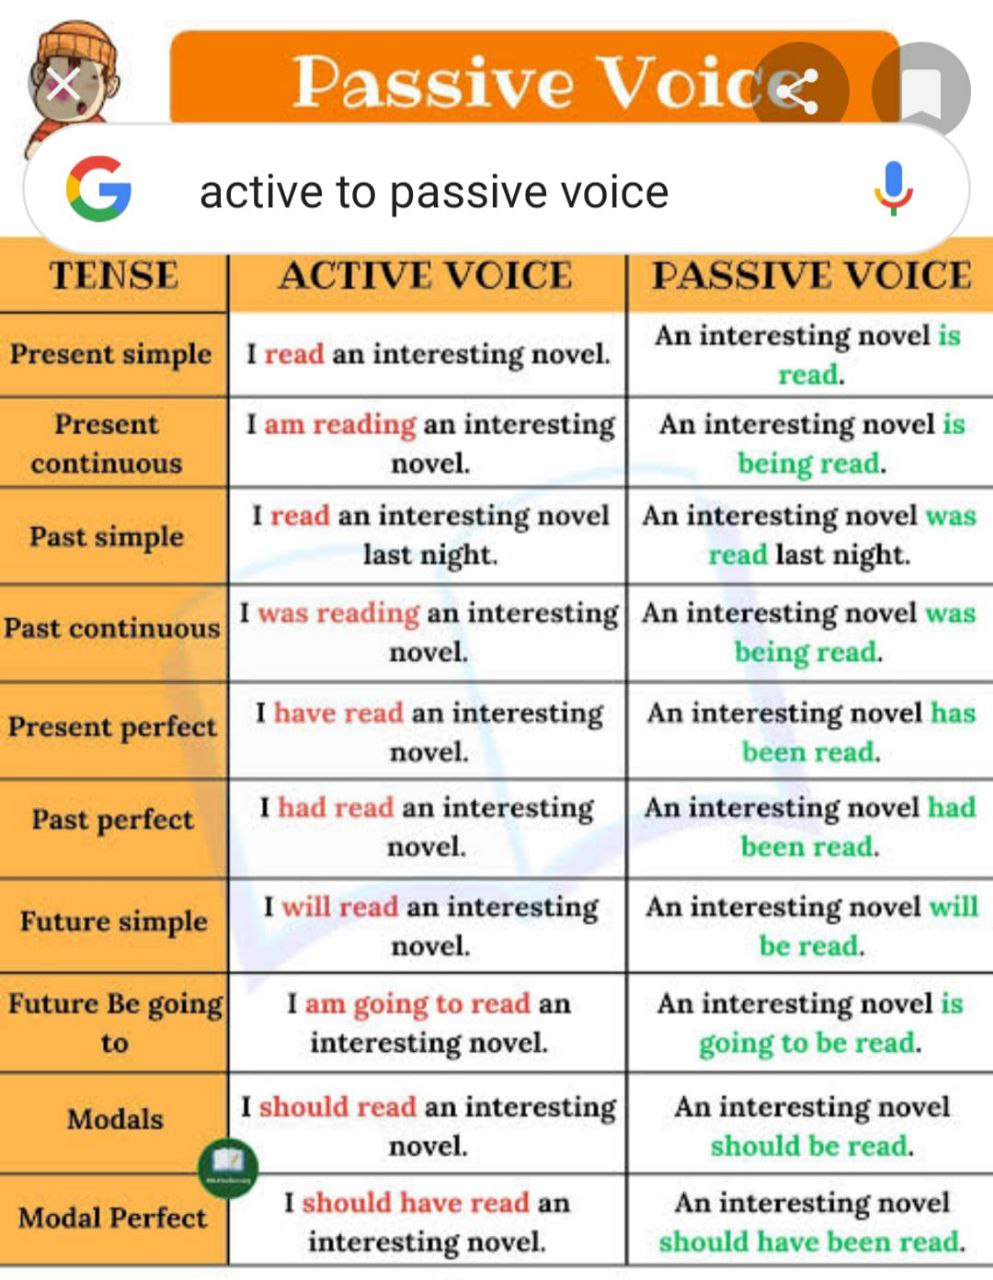 Passive Voice
active to passive voice
TENSE
ACTIVE VOICE
PASSIVE VOICE
Present simple
I read an interesting novel.
An interesting novel is
read.
Present
continuous
I am reading an interesting
novel.
An interesting novel is
being read.
Past simple
I read an interesting novel
last night.
An interesting novel was
read last night.
Past continuous
I was reading an interesting
novel.
An interesting novel was
being read.
Present perfect
I have read an interesting
novel.
An interesting novel has
been read.
Past perfect
I had read an interesting
novel.
An interesting novel had
been read.
Future simple
I will read an interesting
novel.
An interesting novel will
be read.
Future Be going
to
I am going to read an
interesting novel.
An interesting novel is
going to be read.
Modals
I should read an interesting
novel.
An interesting novel
should be read.
Modal Perfect
I should have read an
interesting novel.
An interesting novel
should have been read.